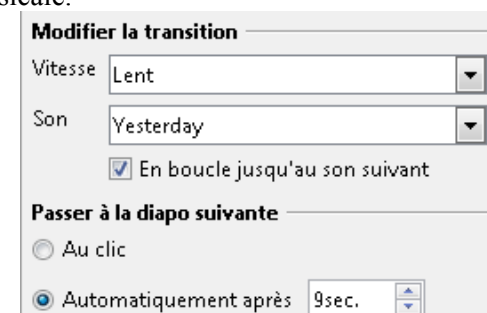 Modifier la transition
Vitesse Lent
Son Yesterday
En boucle jusqu'au son suivant
Passer à la diapo suivante
Au clic
Automatiquement après 9sec.